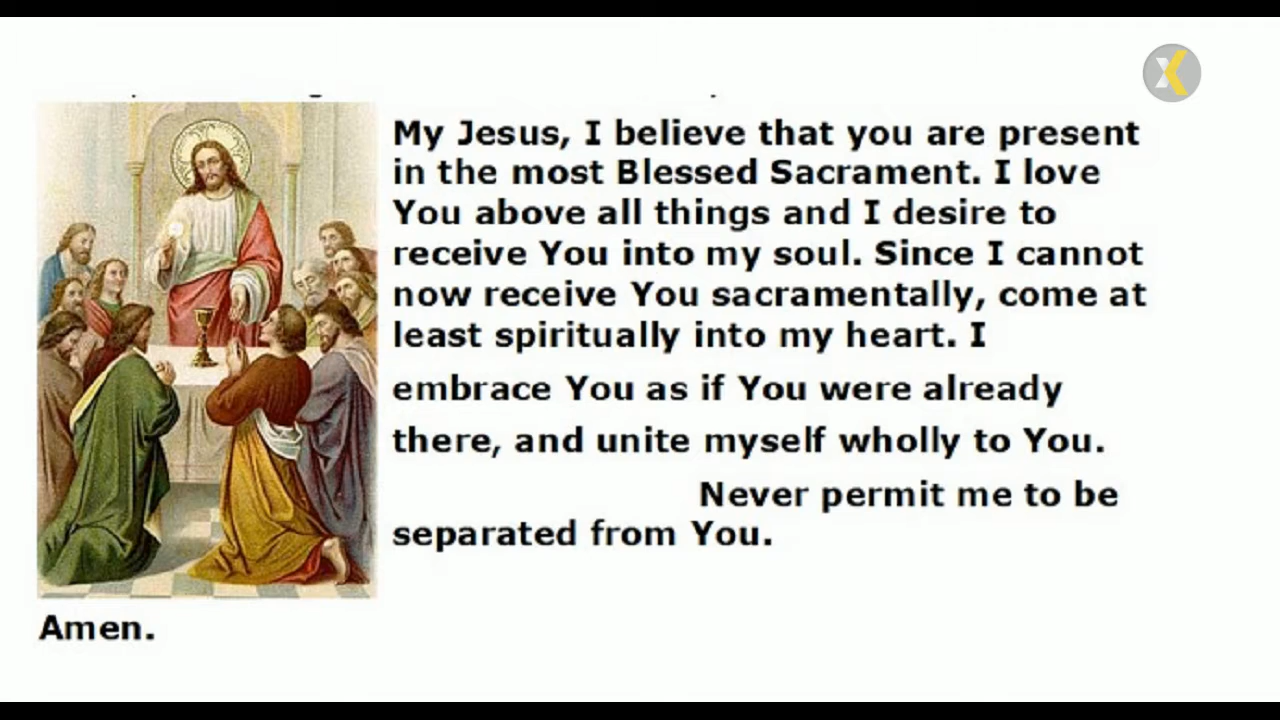 My Jesus, I believe that you are present
in the most Blessed Sacrament. I love
You above all things and I desire to
receive You into my soul. Since I cannot
now receive You sacramentally, come at
least spiritually into my heart. I
embrace You as if You were already
there, and unite myself wholly to You.
Never permit me to be
separated from You.
Amen.